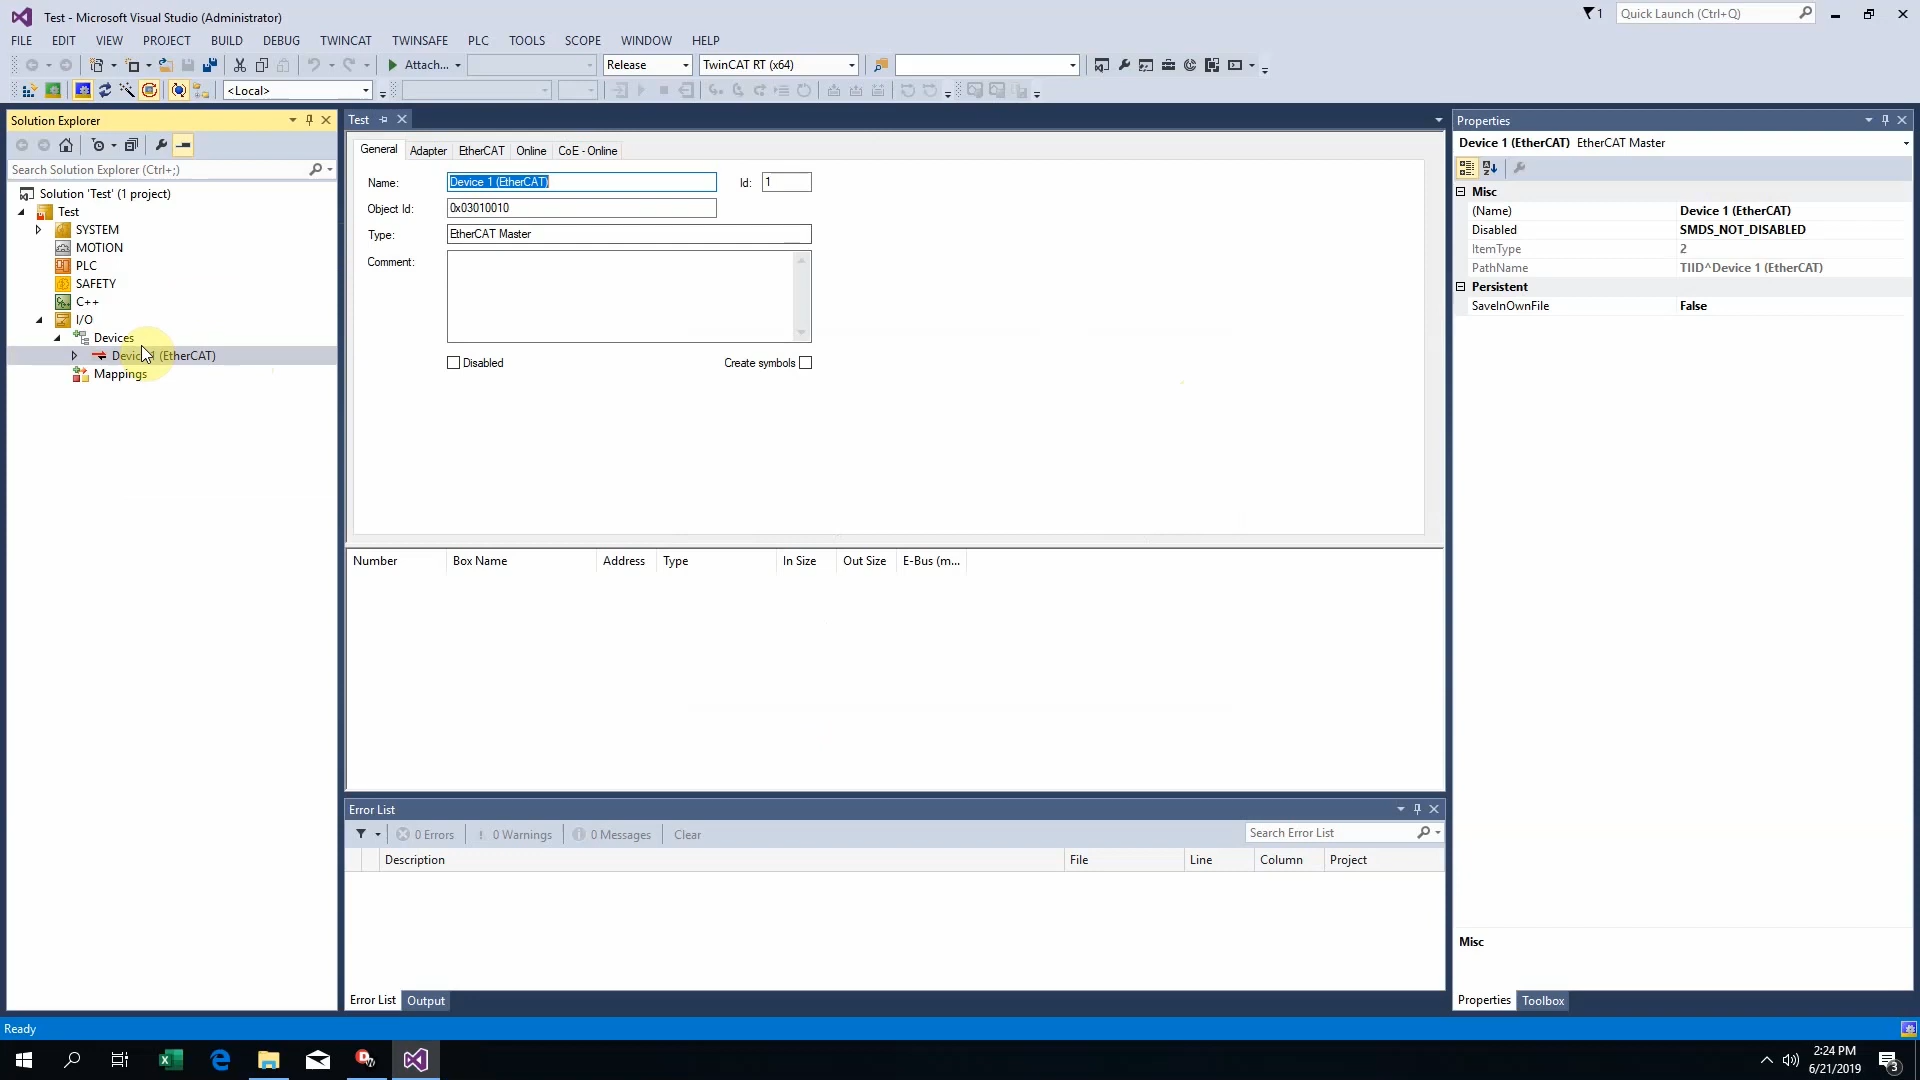 Test - Microsoft Visual Studio (Administrator)
1
Quick Launch (Ctrl+Q)
FILE EDIT VIEW PROJECT BUILD DEBUG TWINCAT TWINSAFE PLC TOOLS SCOPE WINDOW HELP
Attach... Release TwinCAT RT (x64)
<Local>
Solution Explorer
Search Solution Explorer (Ctrl+;)
Solution 'Test' (1 project)
Test
SYSTEM
MOTION
PLC
SAFETY
C++
I/O
Devices
Device 1 (EtherCAT)
Mappings
Test
General Adapter EtherCAT Online CoE - Online
Name: Device 1 (EtherCAT) Id: 1
Object Id: 0x03010010
Type: EtherCAT Master
Comment:
Disabled Create symbols
Number Box Name Address Type In Size Out Size E-Bus (m...
Error List
0 Errors 0 Warnings 0 Messages Clear Search Error List
Description File Line Column Project
Error List Output
Properties
Device 1 (EtherCAT) EtherCAT Master
Misc
(Name) Device 1 (EtherCAT)
Disabled SMDS_NOT_DISABLED
ItemType 2
PathName TIID^Device 1 (EtherCAT)
Persistent
SaveInOwnFile False
Misc
Properties Toolbox
Ready
2:24 PM
6/21/2019
3